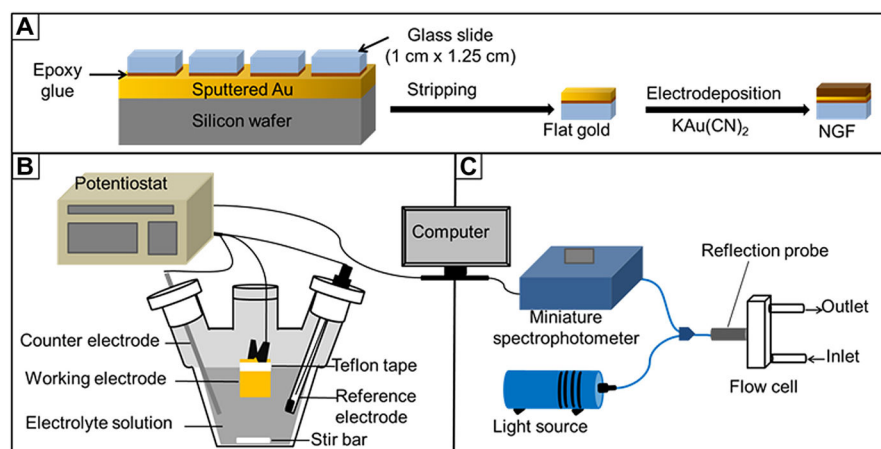 A
Glass slide
(1 cm x 1.25 cm)
Epoxy
glue
Sputtered Au
Silicon wafer
Stripping
Flat gold
Electrodeposition
KAu(CN)₂
NGF
B
Potentiostat
Computer
Counter electrode
Working electrode
Electrolyte solution
Teflon tape
Reference
electrode
Stir bar
C
Miniature
spectrophotometer
Light source
Reflection probe
Outlet
Inlet
Flow cell